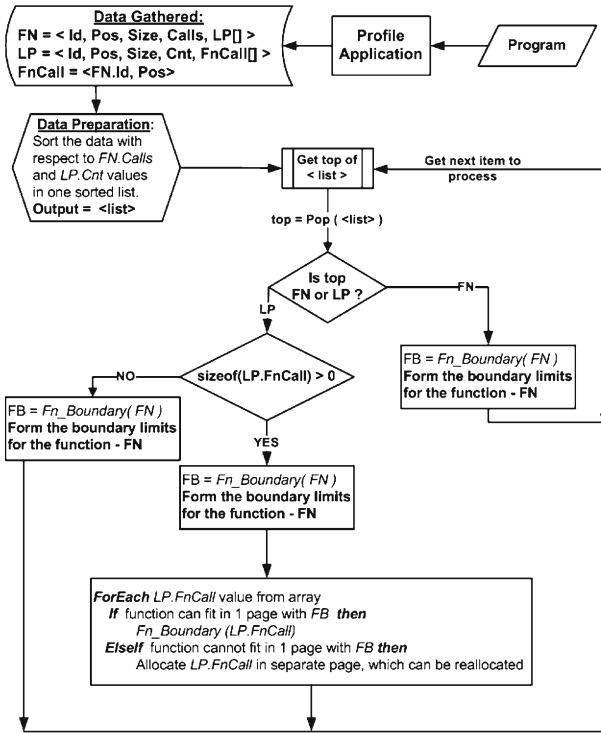 Data Gathered:
FN = < Id, Pos, Size, Calls, LP[] >
LP = < Id, Pos, Size, Cnt, FnCall[] >
FnCall = <FN.Id, Pos>
Profile
Application
Program
Data Preparation:
Sort the data with
respect to FN.Calls
and LP.Cnt values
in one sorted list.
Output = <list>
Get top of
< list >
Get next item to
process
top = Pop ( <list> )
Is top
FN or LP ?
FN
LP
FB = Fn_Boundary( FN )
Form the boundary limits
for the function - FN
sizeof(LP.FnCall) > 0
NO
FB = Fn_Boundary( FN )
Form the boundary limits
for the function - FN
YES
FB = Fn_Boundary( FN )
Form the boundary limits
for the function - FN
ForEach LP.FnCall value from array
If function can fit in 1 page with FB then
Fn_Boundary (LP.FnCall)
ElseIf function cannot fit in 1 page with FB then
Allocate LP.FnCall in separate page, which can be reallocated